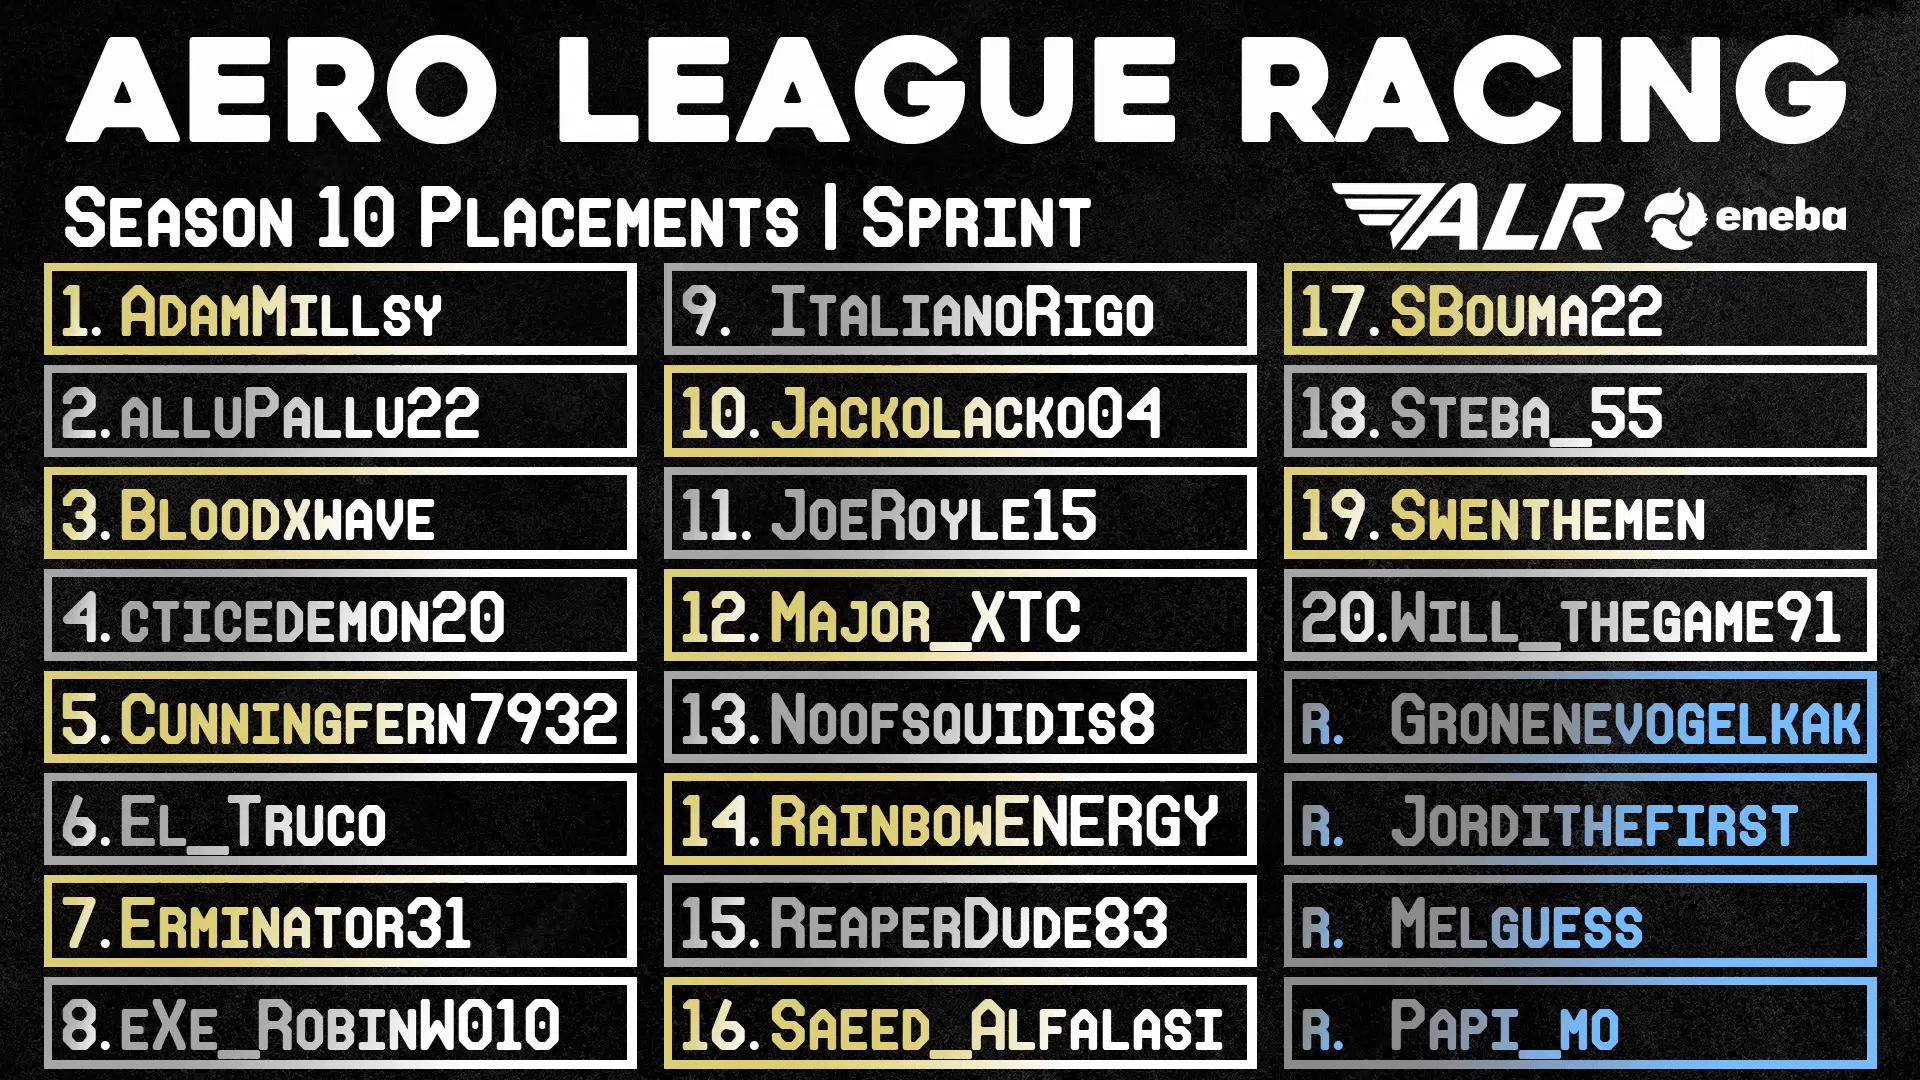 AERO LEAGUE RACING
Season 10 Placements | Sprint
ALR eneba
1. AdamMillsy
2. alluPallu22
3. Bloodxwave
4. cticedemon20
5. Cunningfern7932
6. El_Truco
7. Erminator31
8. eXe_RobinW010
9. ItalianoRigo
10. Jackolacko04
11. JoeRoyle15
12. Major_XTC
13. Noofsquidis8
14. RainbowENERGY
15. ReaperDude83
16. Saeed_Alfalasi
17. SBouma22
18. Steba_55
19. Swenthemen
20. Will_thegame91
r. Gronenevogelkak
r. Jordithefirst
r. Melguess
r. Papi_mo